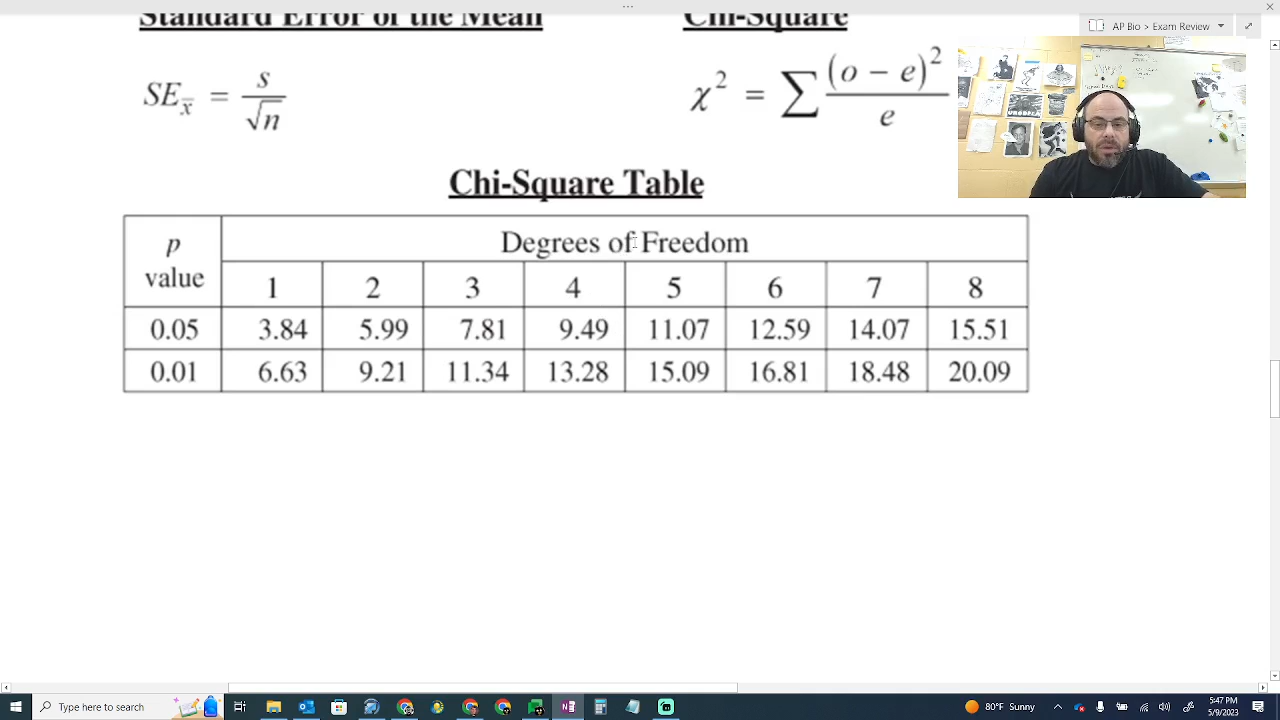 Standard Error of the Mean
Chi-Square
AP Bio > Exam Review
SE_x̅ = s/√n
χ² = ∑ (o − e)²/e
Chi-Square Table
p value
Degrees of Freedom
1 2 3 4 5 6 7 8
0.05 3.84 5.99 7.81 9.49 11.07 12.59 14.07 15.51
0.01 6.63 9.21 11.34 13.28 15.09 16.81 18.48 20.09
Type here to search
80°F Sunny
5:47 PM
5/9/2023